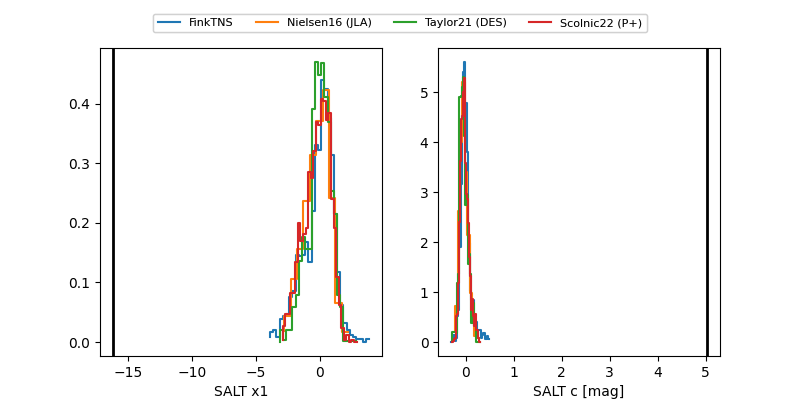 FinkTNS Nielsen16 (JLA) Taylor21 (DES) Scolnic22 (P+)
0.4
0.3
0.2
0.1
0.0
−15 −10 −5 0
SALT x1
5
4
3
2
1
0
0 1 2 3 4 5
SALT c [mag]